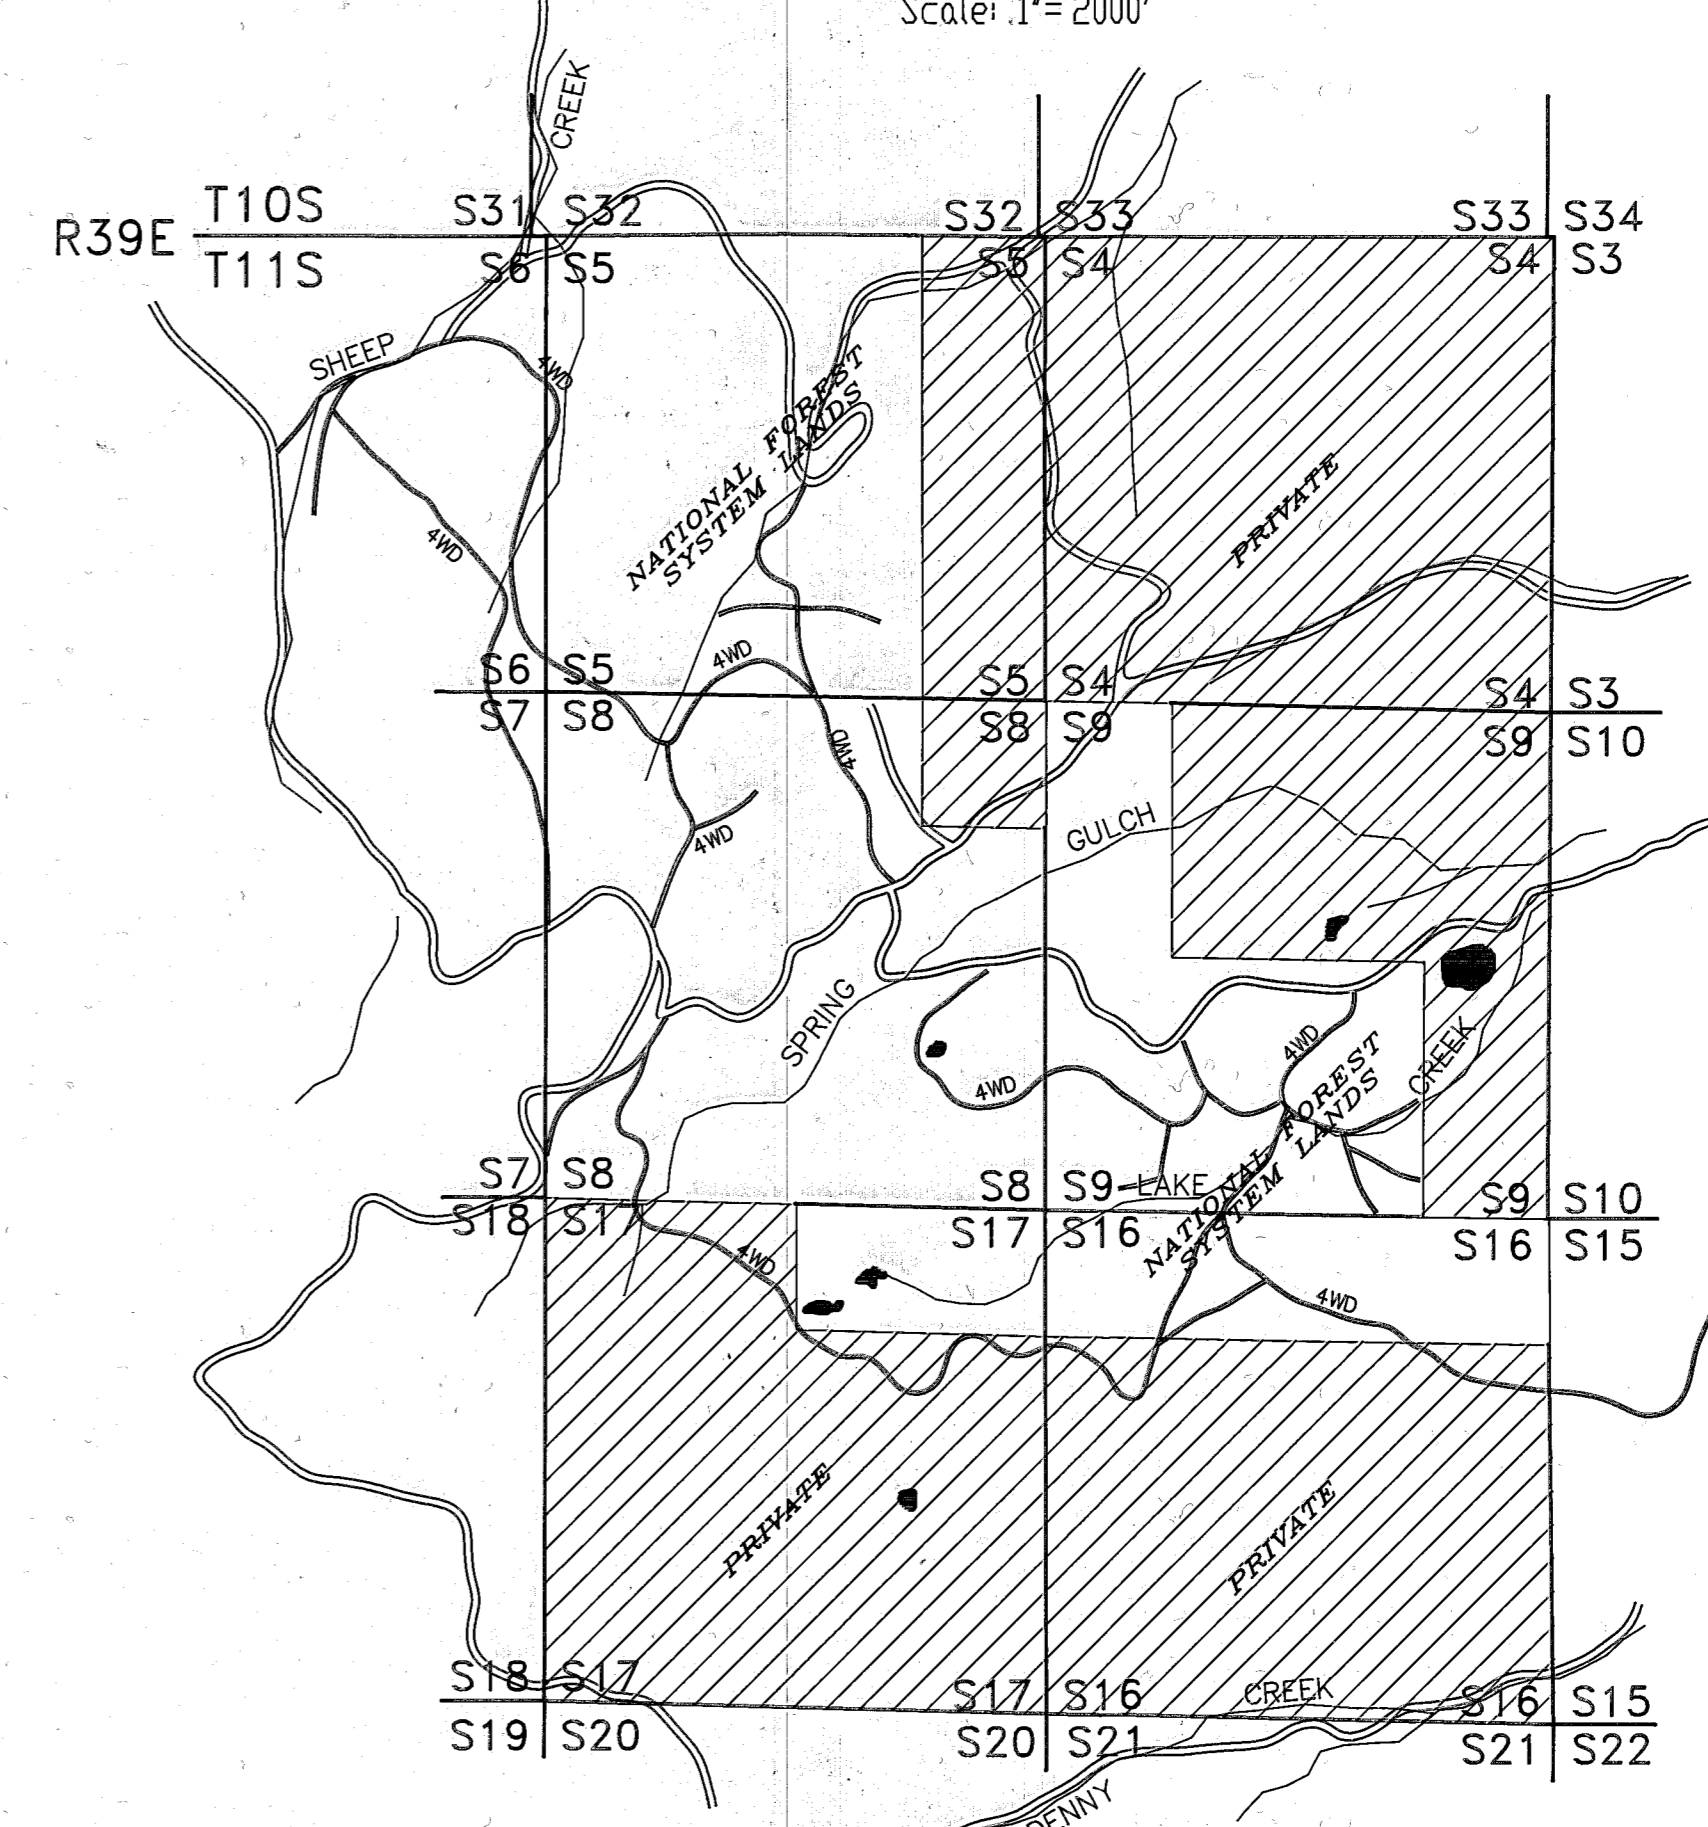 Scale: 1"= 2000'
CREEK
T10S
S31
S32
S32
S33
S33
S34
R39E
T11S
S6
S5
S5
S4
S4
S3
SHEEP
4WD
NATIONAL FOREST
SYSTEM LANDS
PRIVATE
4WD
4WD
S6
S5
S5
S4
S4
S3
S7
S8
S8
S9
S9
S10
4WD
4WD
GULCH
SPRING
4WD
4WD
NATIONAL FOREST
SYSTEM LANDS
CREEK
S7
S8
S8
S9
LAKE
S9
S10
S18
S17
S17
S16
S16
S15
4WD
4WD
PRIVATE
PRIVATE
S18
S17
S17
S16
CREEK
S16
S15
S19
S20
S20
S21
S21
S22
DENNY